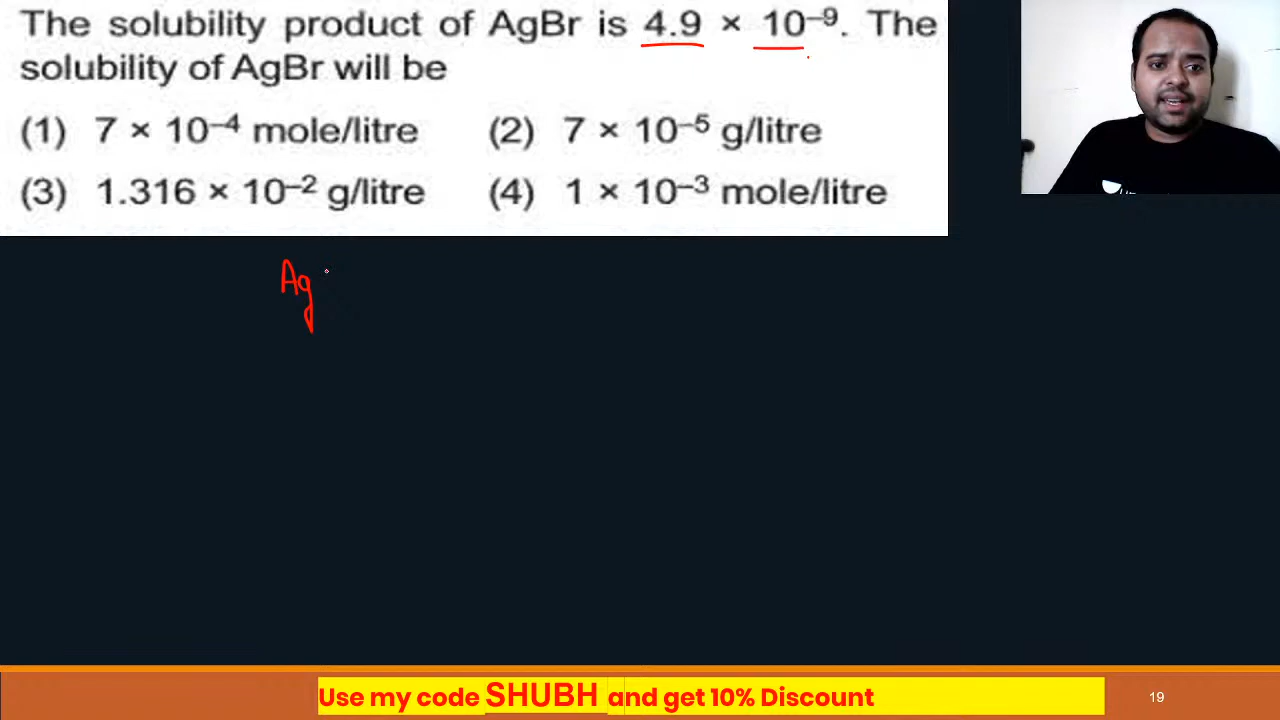 The solubility product of AgBr is 4.9 × 10⁻⁹. The
solubility of AgBr will be
(1) 7 × 10⁻⁴ mole/litre (2) 7 × 10⁻⁵ g/litre
(3) 1.316 × 10⁻² g/litre (4) 1 × 10⁻³ mole/litre
Ag
Use my code SHUBH and get 10% Discount
19